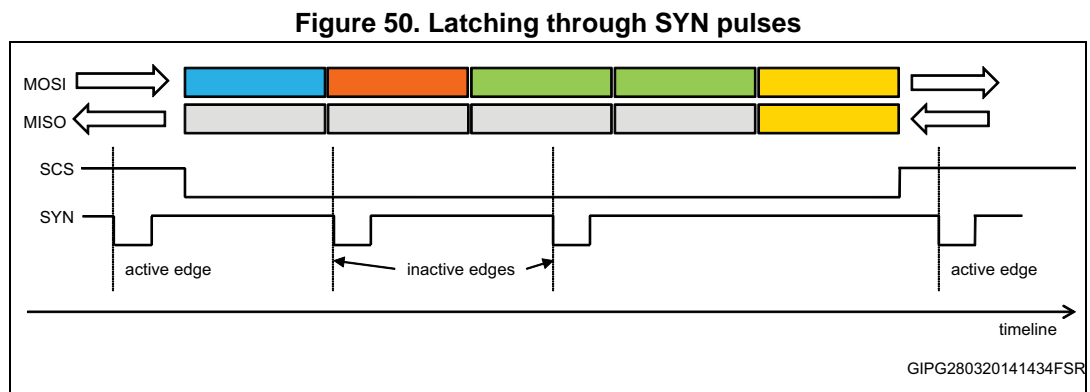 Figure 50. Latching through SYN pulses
MOSI
MISO
SCS
SYN
active edge
inactive edges
active edge
timeline
GIPG280320141434FSR